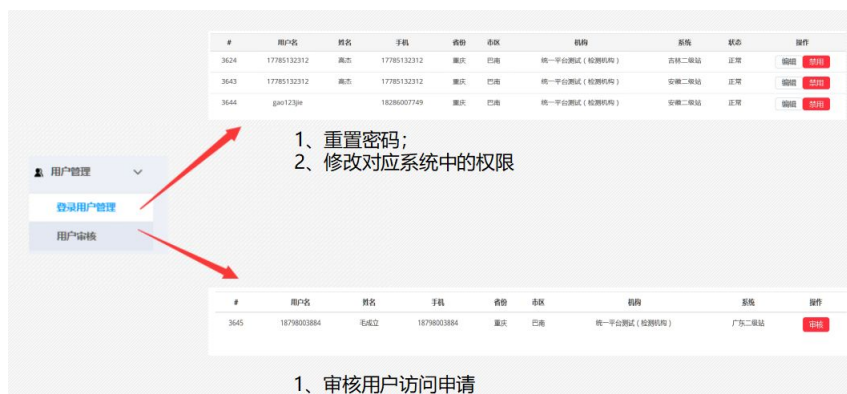 # 用户名 姓名 手机 省份 市区 机构 系统 状态 操作
3624 17785132312 高杰 17785132312 重庆 巴南 统一平台测试（检测机构） 吉林二级站 正常 编辑 禁用
3643 17785132312 高杰 17785132312 重庆 巴南 统一平台测试（检测机构） 安徽二级站 正常 编辑 禁用
3644 gao123jie 18286007749 重庆 巴南 统一平台测试（检测机构） 安徽二级站 正常 编辑 禁用
1、重置密码；
2、修改对应系统中的权限
用户管理
登录用户管理
用户审核
# 用户名 姓名 手机 省份 市区 机构 系统 操作
3645 18798003884 毛成立 18798003884 重庆 巴南 统一平台测试（检测机构） 广东二级站 审核
1、审核用户访问申请